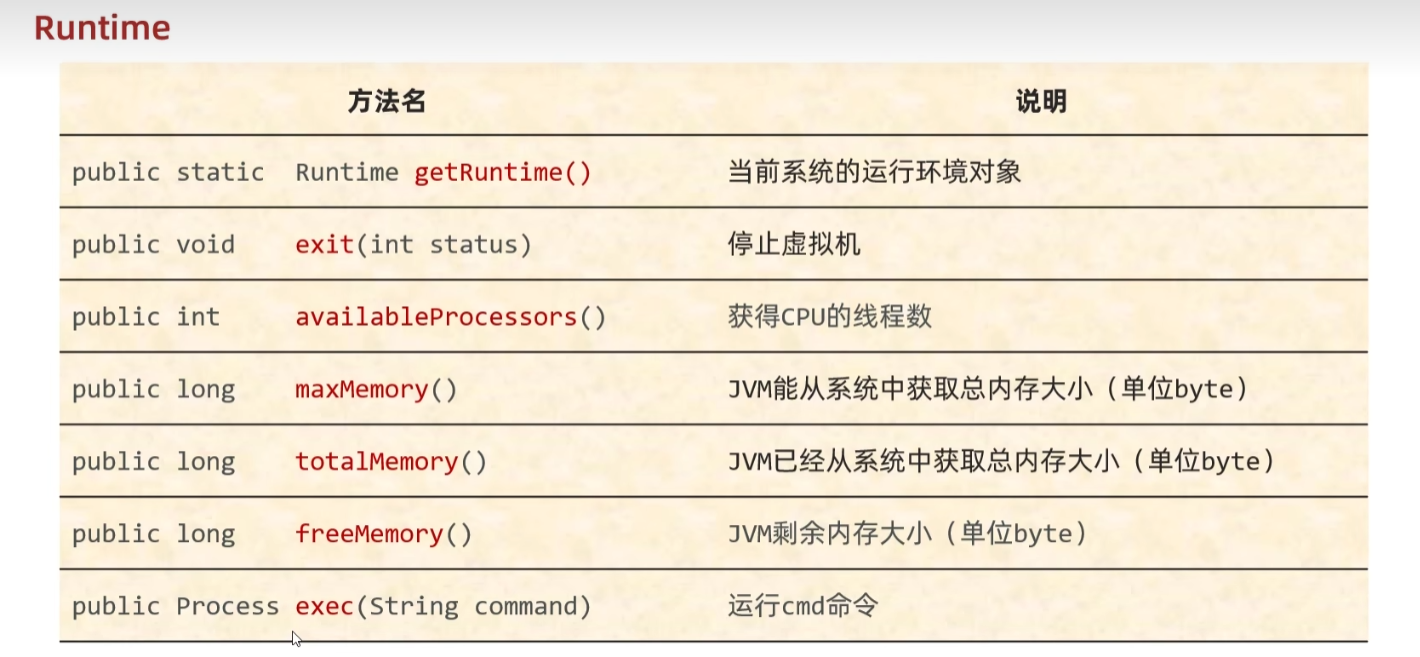 Runtime
方法名 说明
public static Runtime getRuntime() 当前系统的运行环境对象
public void exit(int status) 停止虚拟机
public int availableProcessors() 获得CPU的线程数
public long maxMemory() JVM能从系统中获取总内存大小（单位byte）
public long totalMemory() JVM已经从系统中获取总内存大小（单位byte）
public long freeMemory() JVM剩余内存大小（单位byte）
public Process exec(String command) 运行cmd命令